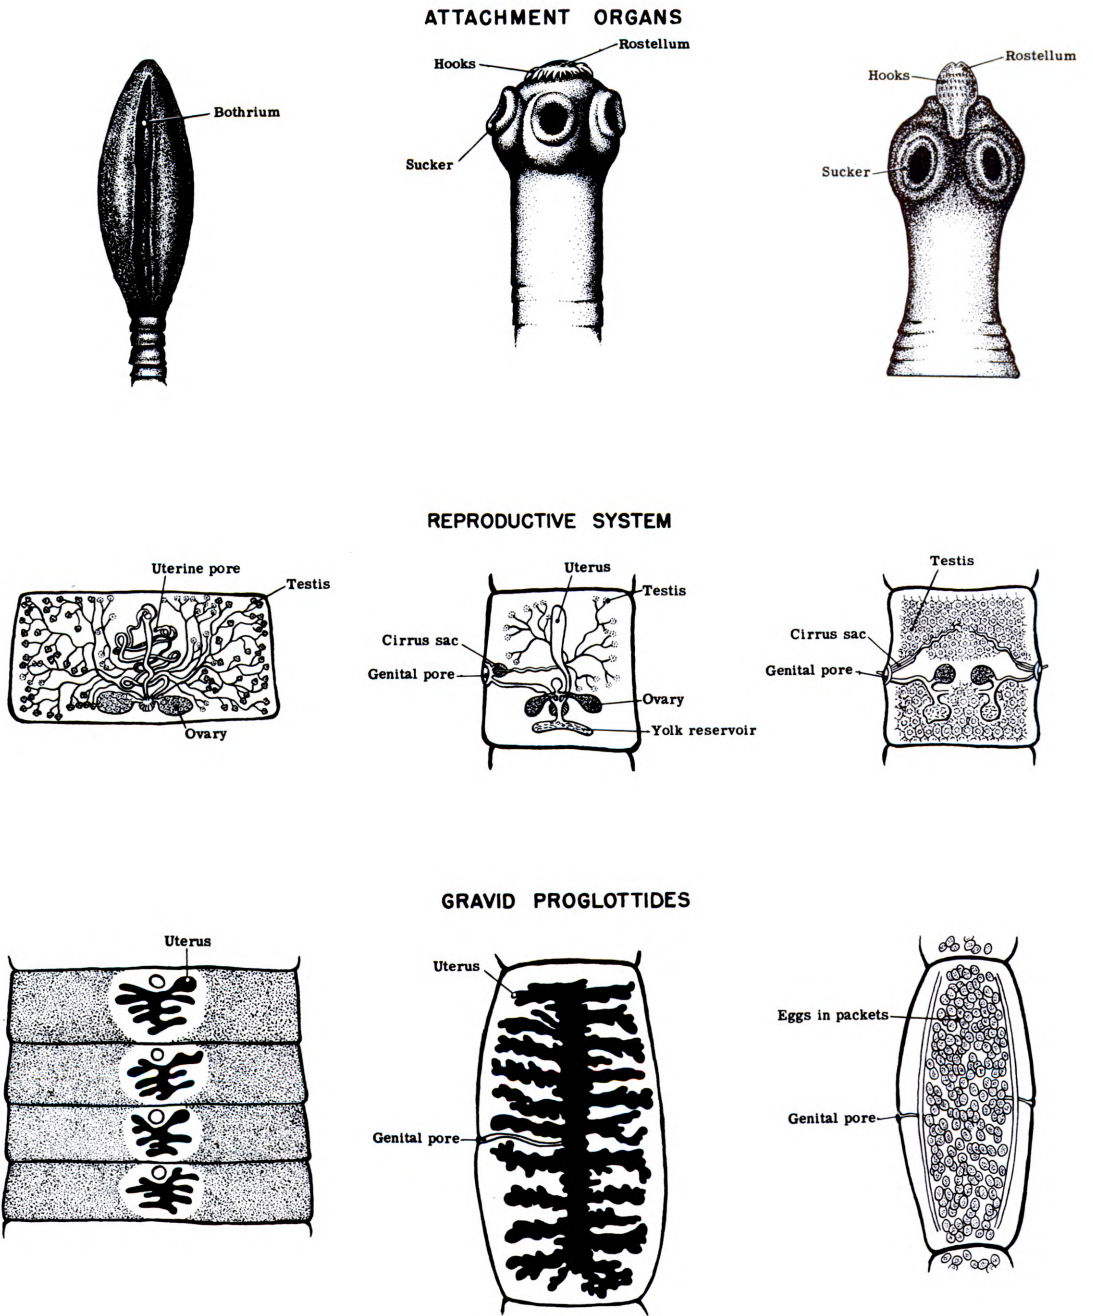 ATTACHMENT ORGANS
Bothrium
Rostellum
Hooks
Sucker
Rostellum
Hooks
Sucker
REPRODUCTIVE SYSTEM
Uterine pore
Testis
Ovary
Uterus
Testis
Cirrus sac
Genital pore
Ovary
Yolk reservoir
Testis
Cirrus sac
Genital pore
GRAVID PROGLOTTIDES
Uterus
Uterus
Genital pore
Eggs in packets
Genital pore